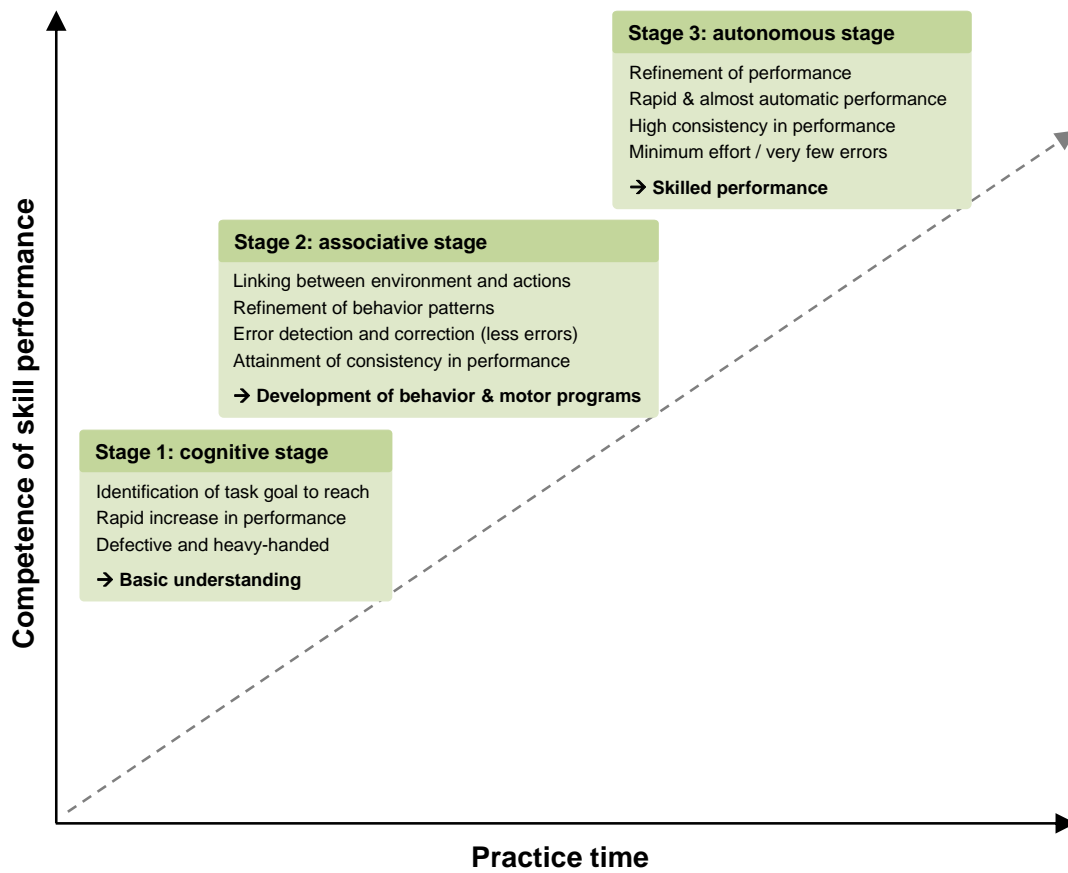 Stage 3: autonomous stage
Refinement of performance
Rapid & almost automatic performance
High consistency in performance
Minimum effort / very few errors
→ Skilled performance
Stage 2: associative stage
Linking between environment and actions
Refinement of behavior patterns
Error detection and correction (less errors)
Attainment of consistency in performance
→ Development of behavior & motor programs
Stage 1: cognitive stage
Identification of task goal to reach
Rapid increase in performance
Defective and heavy-handed
→ Basic understanding
Competence of skill performance
Practice time